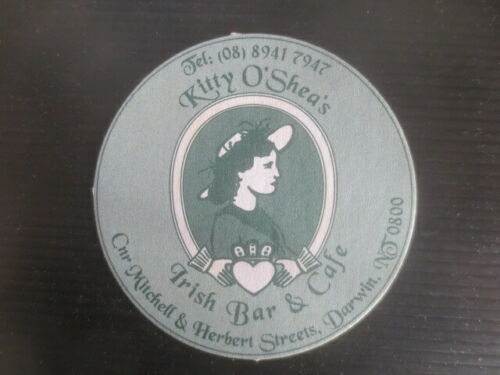 Tel: (08) 8941 7947
Kitty O'Shea's
Irish Bar & Cafe
Cnr Mitchell & Herbert Streets, Darwin, NT 0800